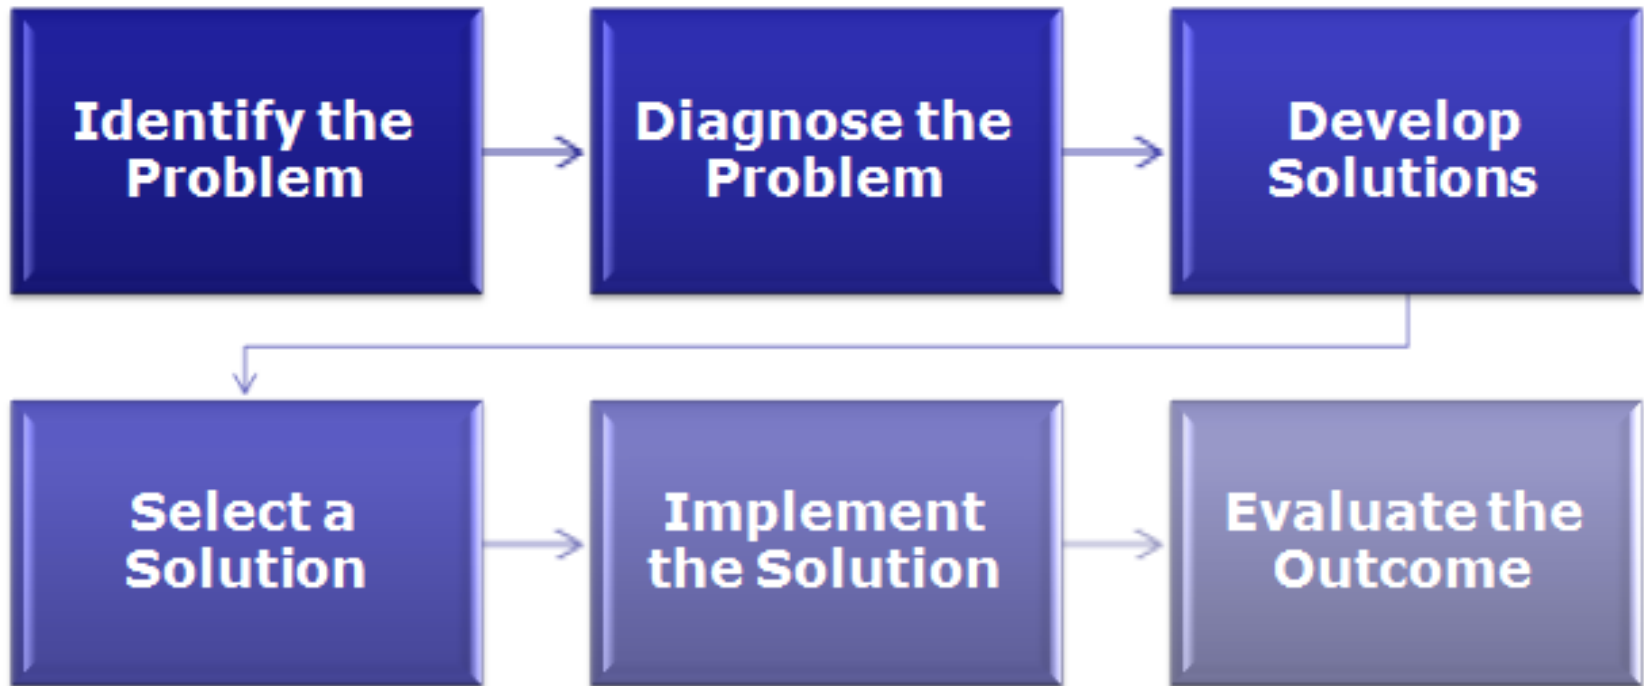 Identify the
Problem
Diagnose the
Problem
Develop
Solutions
Select a
Solution
Implement
the Solution
Evaluate the
Outcome